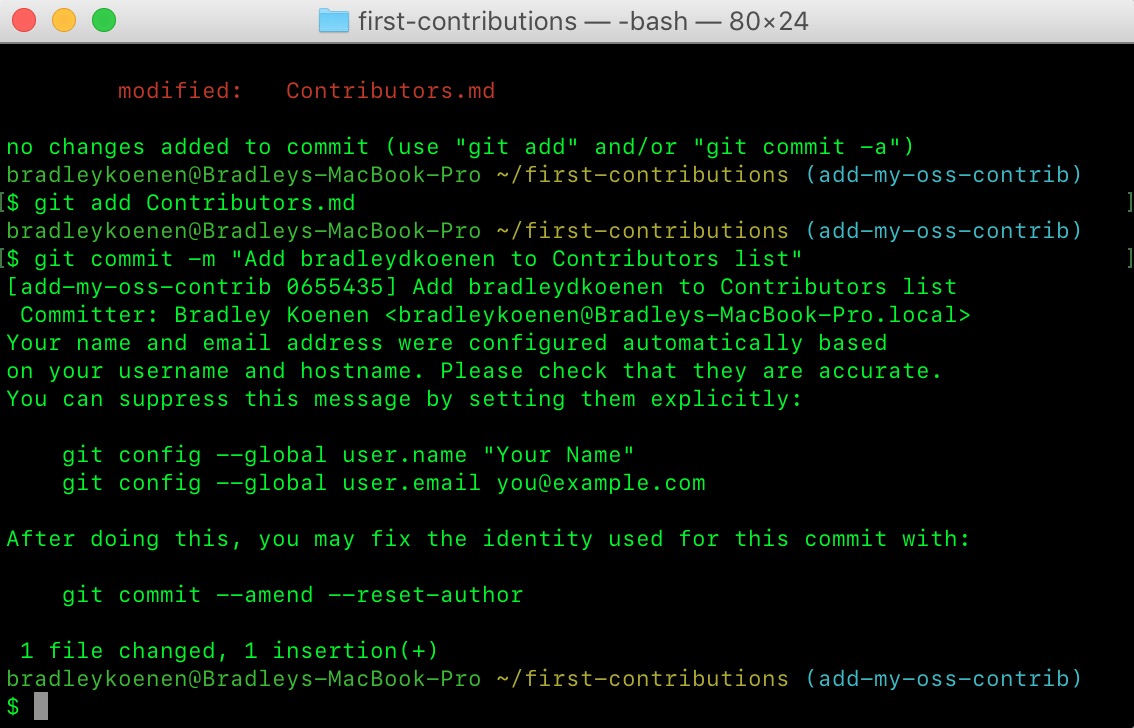 first-contributions — -bash — 80×24
modified:   Contributors.md
no changes added to commit (use "git add" and/or "git commit -a")
bradleykoenen@Bradleys-MacBook-Pro ~/first-contributions (add-my-oss-contrib)
[$ git add Contributors.md ]
bradleykoenen@Bradleys-MacBook-Pro ~/first-contributions (add-my-oss-contrib)
[$ git commit -m "Add bradleydkoenen to Contributors list" ]
[add-my-oss-contrib 0655435] Add bradleydkoenen to Contributors list
 Committer: Bradley Koenen <bradleykoenen@Bradleys-MacBook-Pro.local>
Your name and email address were configured automatically based
on your username and hostname. Please check that they are accurate.
You can suppress this message by setting them explicitly:
    git config --global user.name "Your Name"
    git config --global user.email you@example.com
After doing this, you may fix the identity used for this commit with:
    git commit --amend --reset-author
 1 file changed, 1 insertion(+)
bradleykoenen@Bradleys-MacBook-Pro ~/first-contributions (add-my-oss-contrib)
$